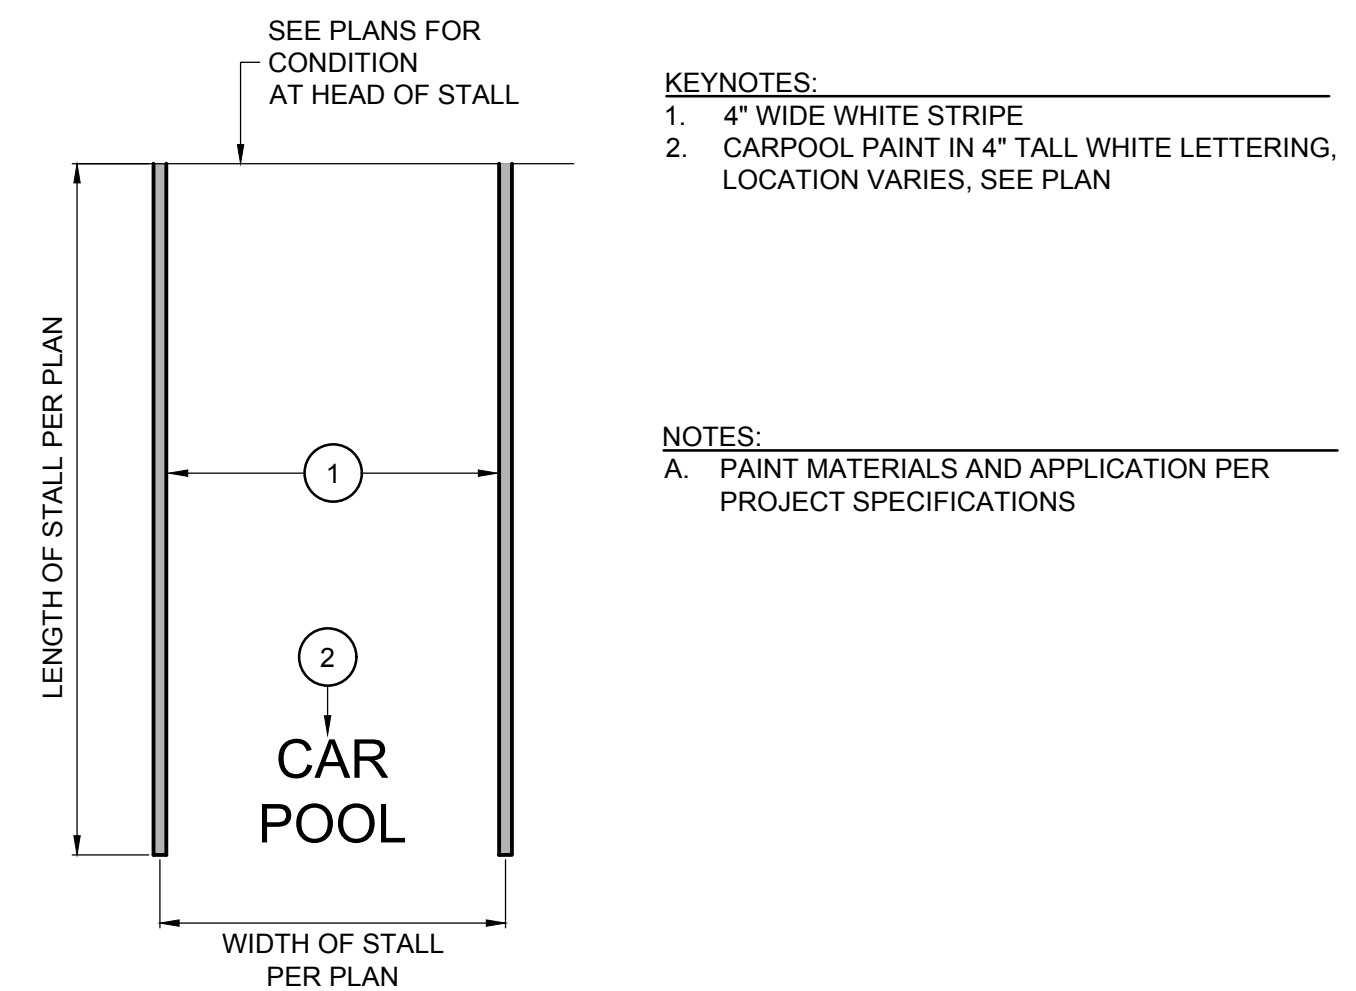 SEE PLANS FOR
CONDITION
AT HEAD OF STALL
LENGTH OF STALL PER PLAN
1
2
CAR
POOL
WIDTH OF STALL
PER PLAN
KEYNOTES:
1. 4" WIDE WHITE STRIPE
2. CARPOOL PAINT IN 4" TALL WHITE LETTERING,
LOCATION VARIES, SEE PLAN
NOTES:
A. PAINT MATERIALS AND APPLICATION PER
PROJECT SPECIFICATIONS